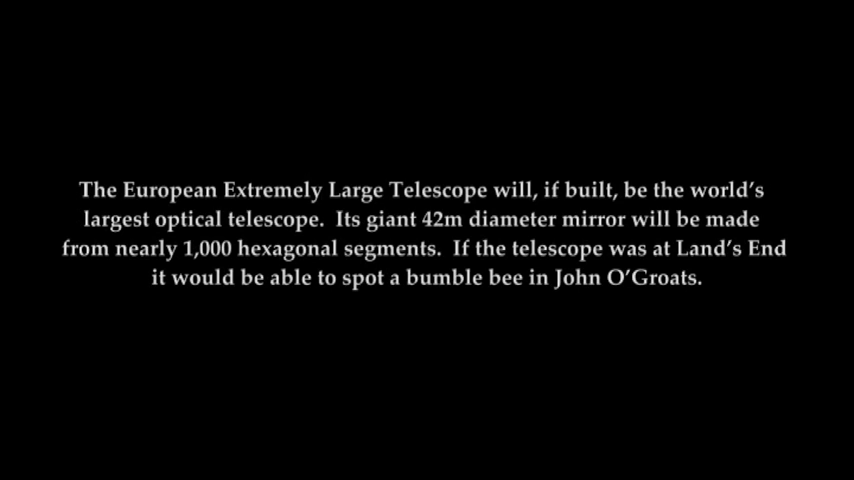 The European Extremely Large Telescope will, if built, be the world's
largest optical telescope.  Its giant 42m diameter mirror will be made
from nearly 1,000 hexagonal segments.  If the telescope was at Land's End
it would be able to spot a bumble bee in John O'Groats.